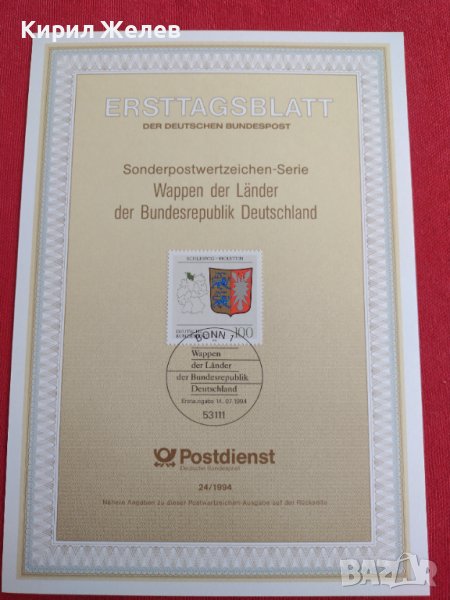 Кирил Желев
ERSTTAGSBLATT
DER DEUTSCHEN BUNDESPOST
Sonderpostwertzeichen-Serie
Wappen der Länder
der Bundesrepublik Deutschland
SCHLESWIG - HOLSTEIN
DEUTSCHE
BUNDESPOST
100
BONN 1
Wappen
der Länder
der Bundesrepublik
Deutschland
Erstausgabe 14. 07. 1994
53111
Postdienst
Deutsche Bundespost
24/1994
Nähere Angaben zu dieser Postwertzeichen-Ausgabe auf der Rückseite
BAZAR